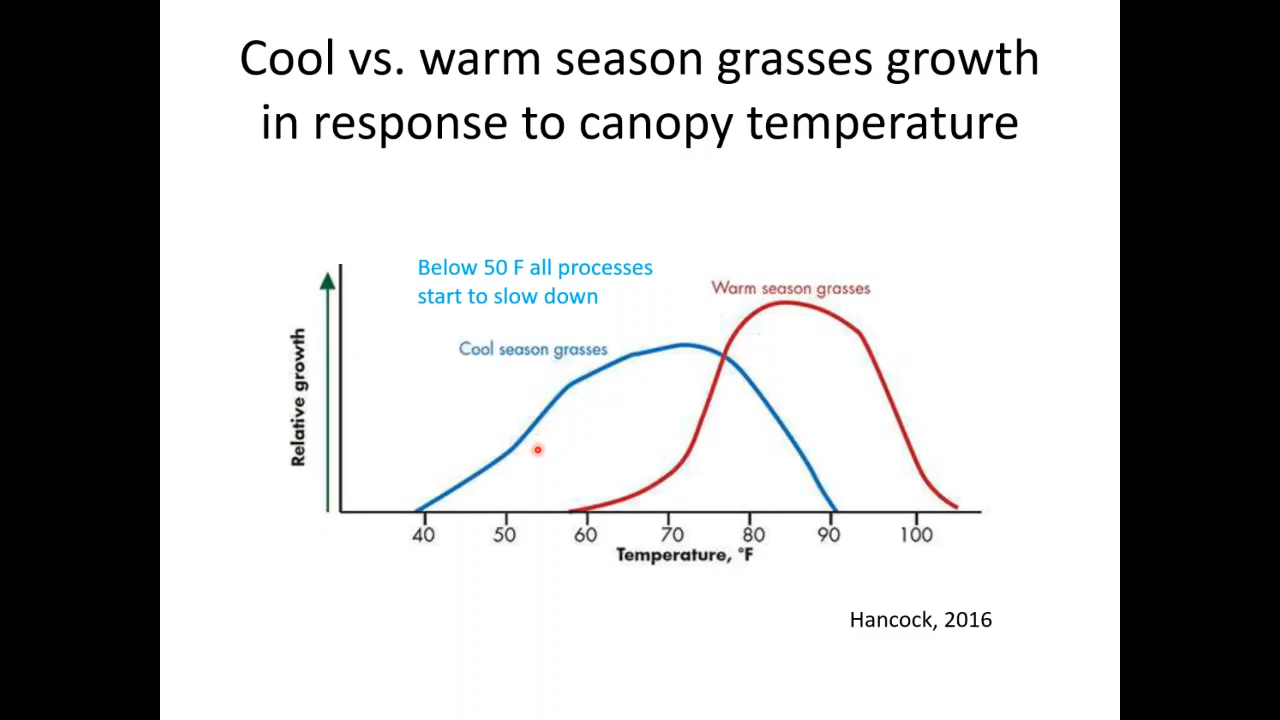 Cool vs. warm season grasses growth
in response to canopy temperature
Below 50 F all processes
start to slow down
Warm season grasses
Cool season grasses
Relative growth
40 50 60 70 80 90 100
Temperature, °F
Hancock, 2016